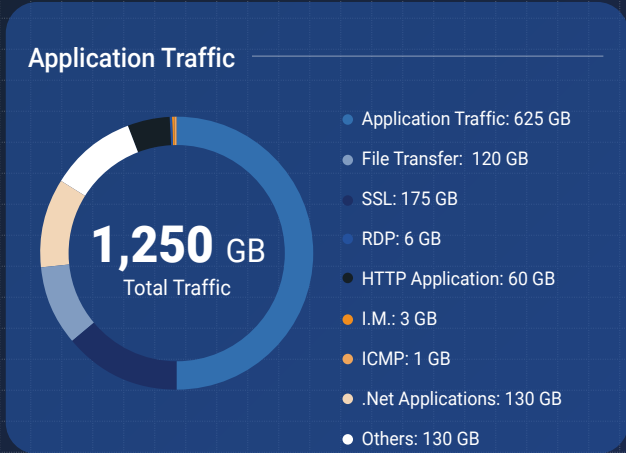 Application Traffic
1,250 GB
Total Traffic
Application Traffic: 625 GB
File Transfer: 120 GB
SSL: 175 GB
RDP: 6 GB
HTTP Application: 60 GB
I.M.: 3 GB
ICMP: 1 GB
.Net Applications: 130 GB
Others: 130 GB